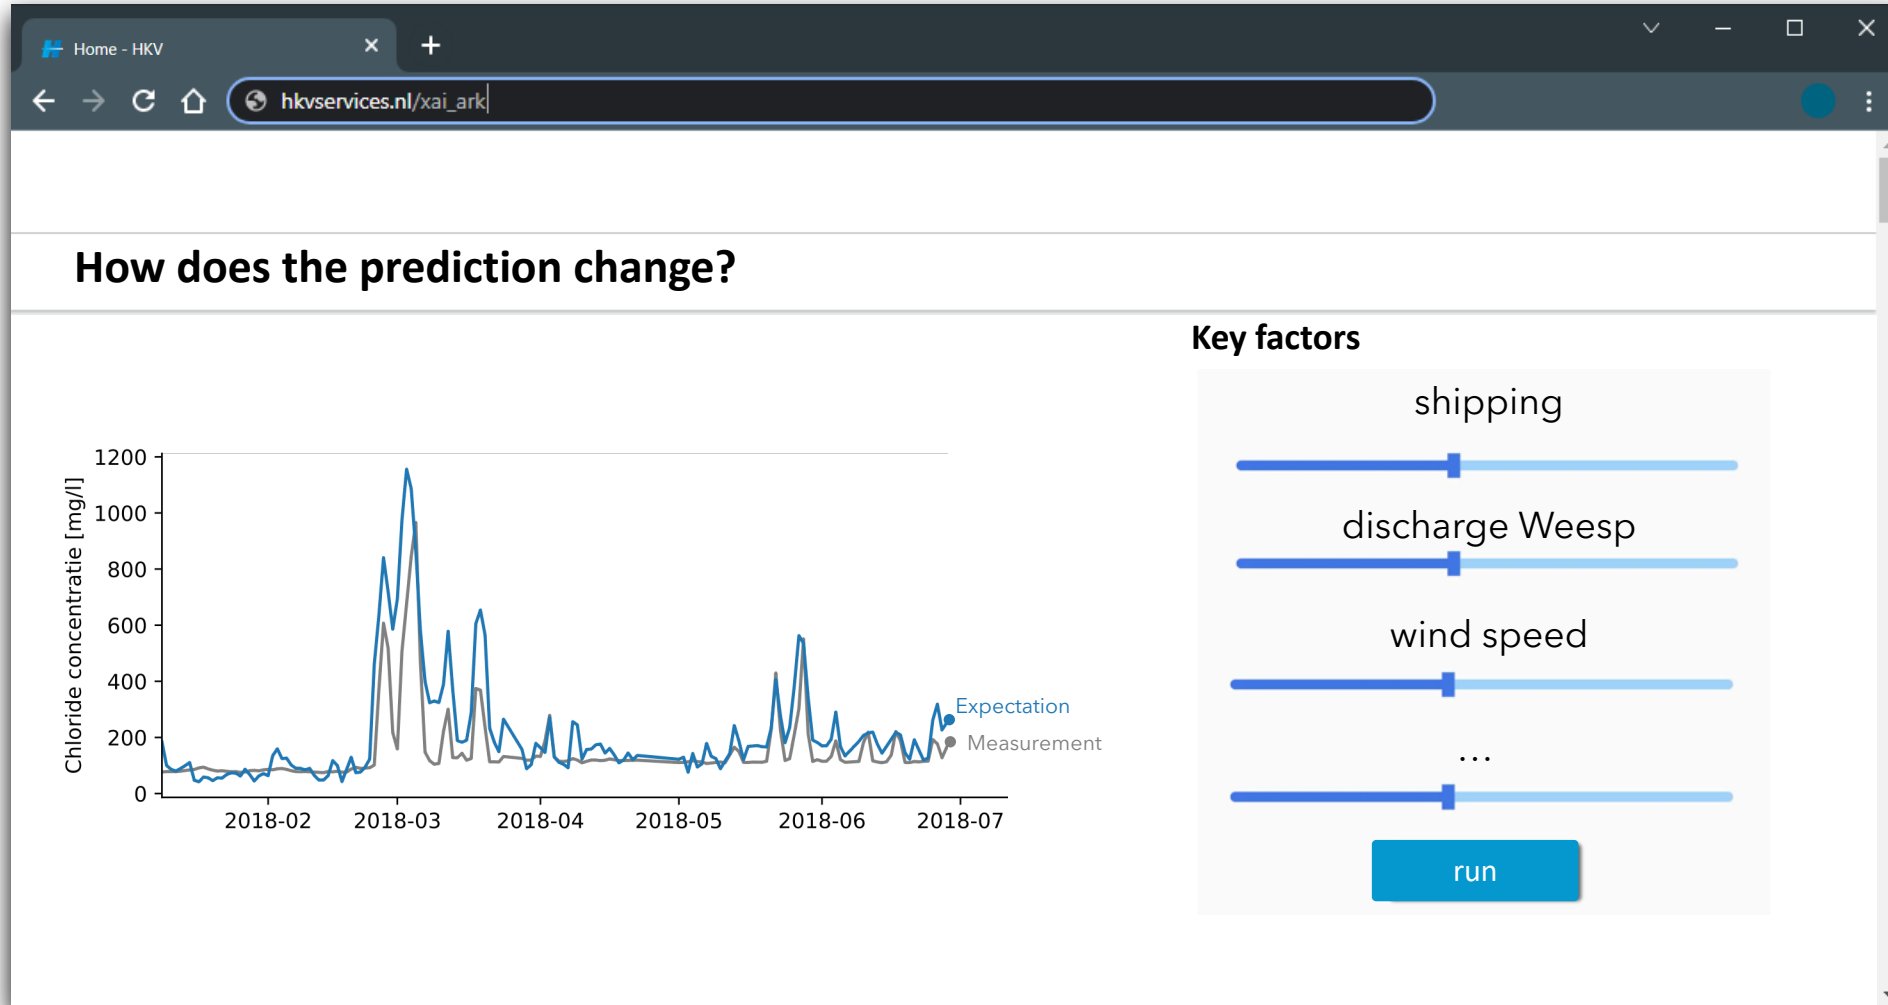 Home - HKV
hkvservices.nl/xai_ark
How does the prediction change?
Key factors
shipping
discharge Weesp
wind speed
...
run
Chloride concentratie [mg/l]
1200
1000
800
600
400
200
0
2018-02 2018-03 2018-04 2018-05 2018-06 2018-07
Expectation
Measurement